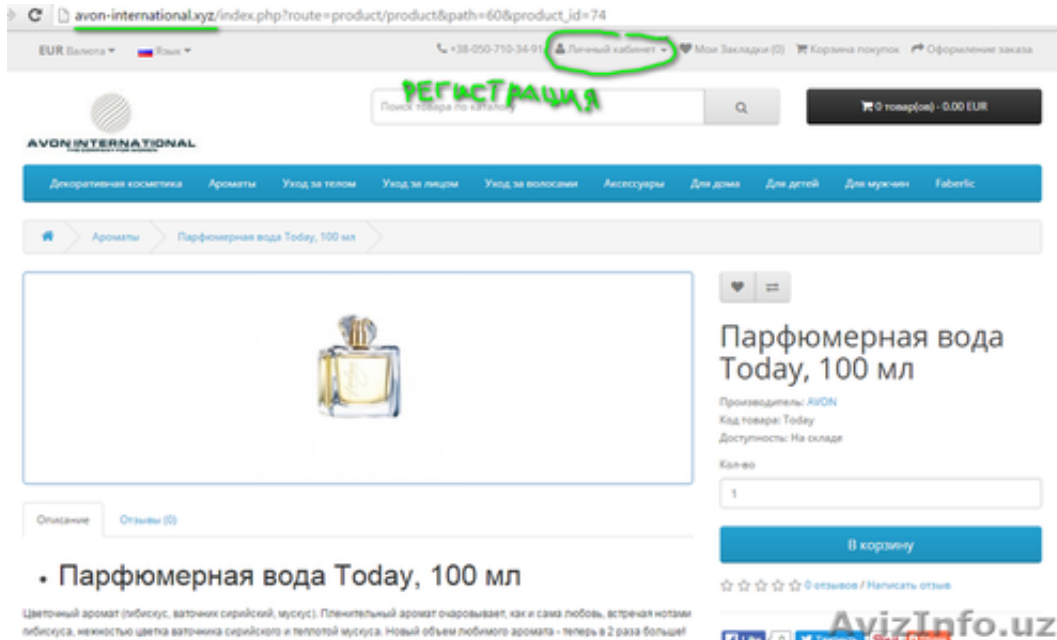 avon-international.xyz/index.php?route=product/product&path=60&product_id=74
EUR Валюта Язык +38-050-710-34-91 Личный кабинет Мои Закладки (0) Корзина покупок Оформление заказа
РЕГИСТРАЦИЯ
Поиск товара по каталогу 0 товар(ов) - 0.00 EUR
AVON INTERNATIONAL
THE COMPANY FOR WOMEN
Декоративная косметика Ароматы Уход за телом Уход за лицом Уход за волосами Аксессуары Для дома Для детей Для мужчин Faberlic
Ароматы Парфюмерная вода Today, 100 мл
Парфюмерная вода
Today, 100 мл
Производитель: AVON
Код товара: Today
Доступность: На складе
Кол-во
1
В корзину
0 отзывов / Написать отзыв
Описание Отзывы (0)
• Парфюмерная вода Today, 100 мл
Цветочный аромат (гибискус, ваточник сирийский, мускус). Пленительный аромат очаровывает, как и сама любовь, встречая нотами
гибискуса, нежностью цветка ваточника сирийского и теплотой мускуса. Новый объем любимого аромата - теперь в 2 раза больше!
Like 0
AvizInfo.uz